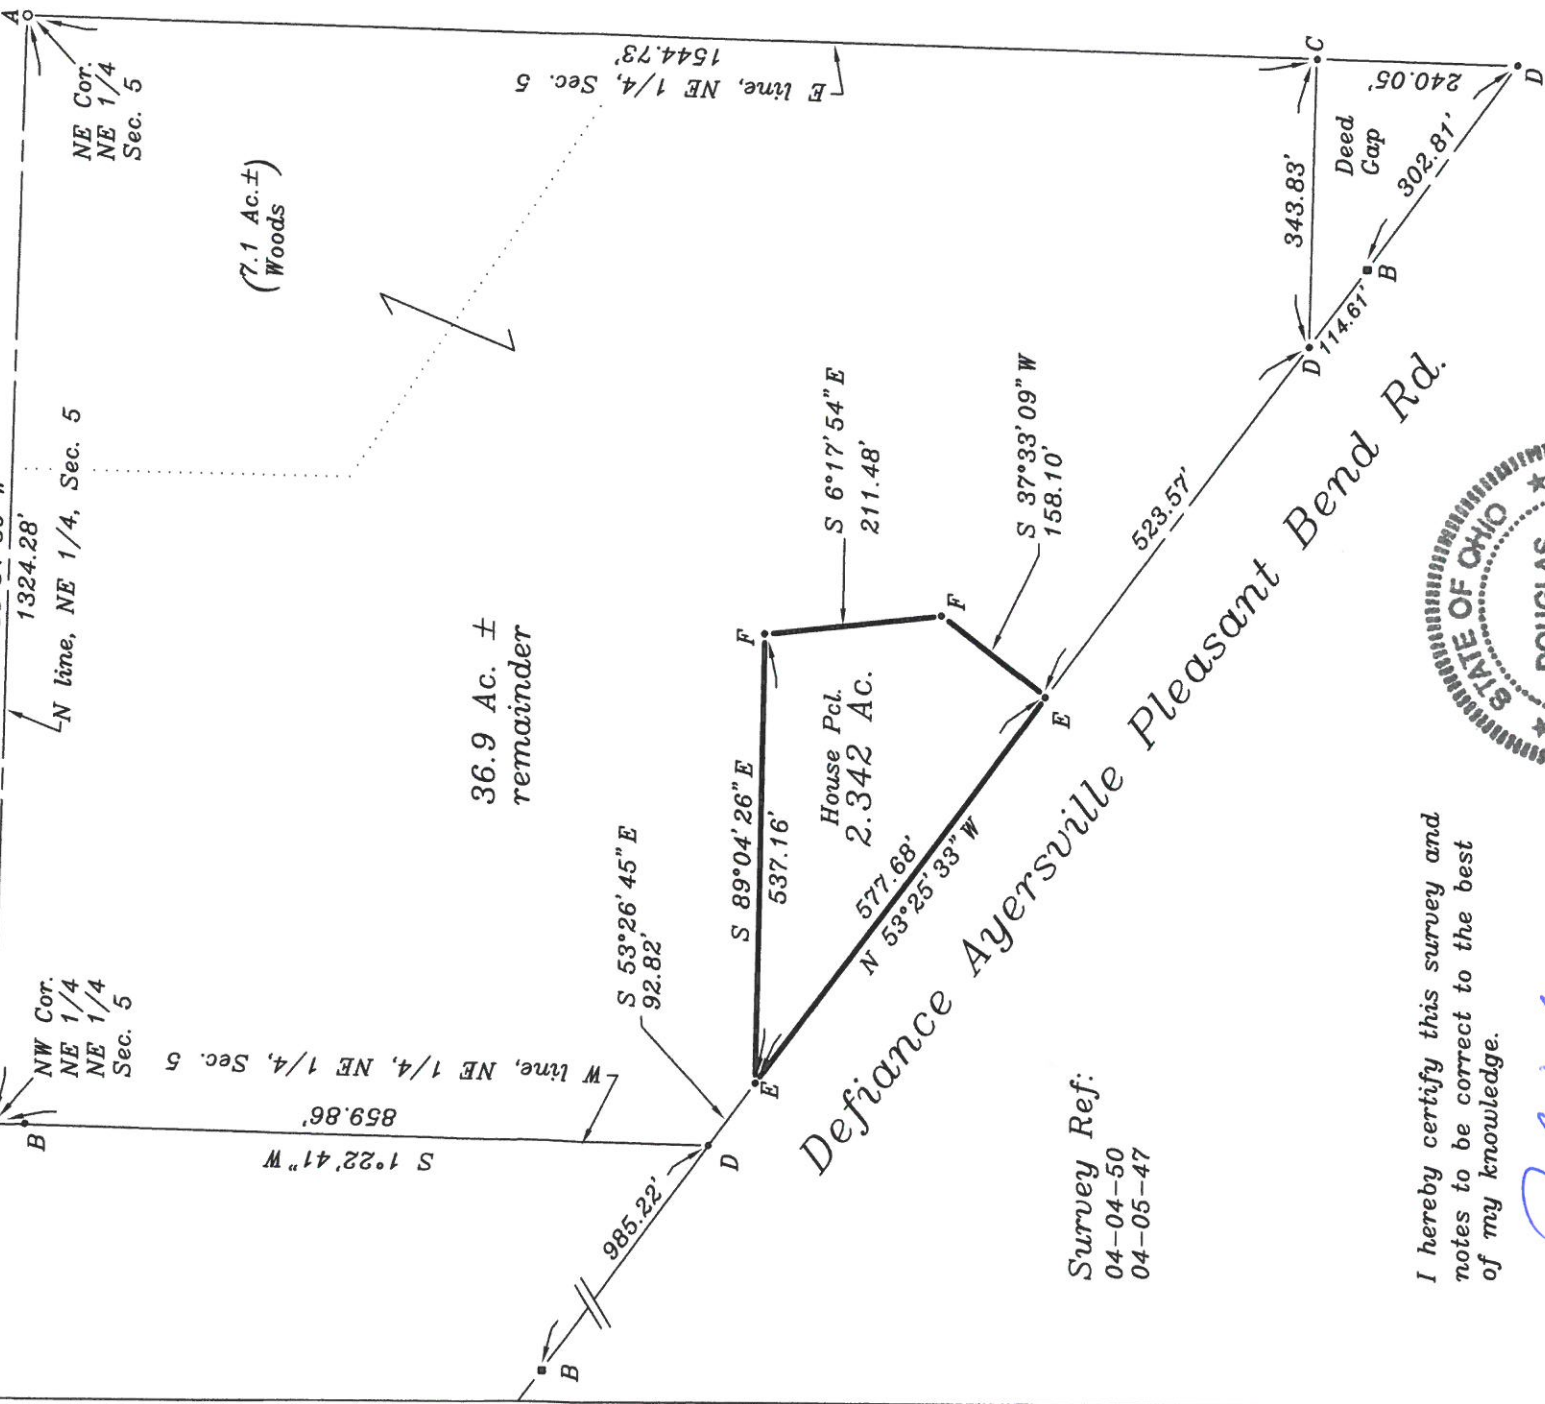 A
NE Cor.
NE 1/4
Sec. 5
1324.28'
N line, NE 1/4, Sec. 5
NW Cor.
NE 1/4
NE 1/4
Sec. 5
B
(7.1 Ac.±
Woods)
E line, NE 1/4, Sec. 5
1544.73'
C
240.05'
D
Deed
Gap
343.83'
302.81'
B
114.61'
D
W line, NE 1/4, NE 1/4, Sec. 5
859.86'
S 1°22'41" W
36.9 Ac. ±
remainder
S 53°26'45" E
92.82'
S 89°04'26" E
537.16'
F
S 6°17'54" E
211.48'
F
S 37°33'09" W
158.10'
House Pcl.
2.342 Ac.
577.68'
N 53°25'33" W
E
E
523.57'
D
985.22'
B
Defiance Ayersville Pleasant Bend Rd.
Survey Ref:
04-04-50
04-05-47
STATE OF OHIO
DOUGLAS
I hereby certify this survey and
notes to be correct to the best
of my knowledge.